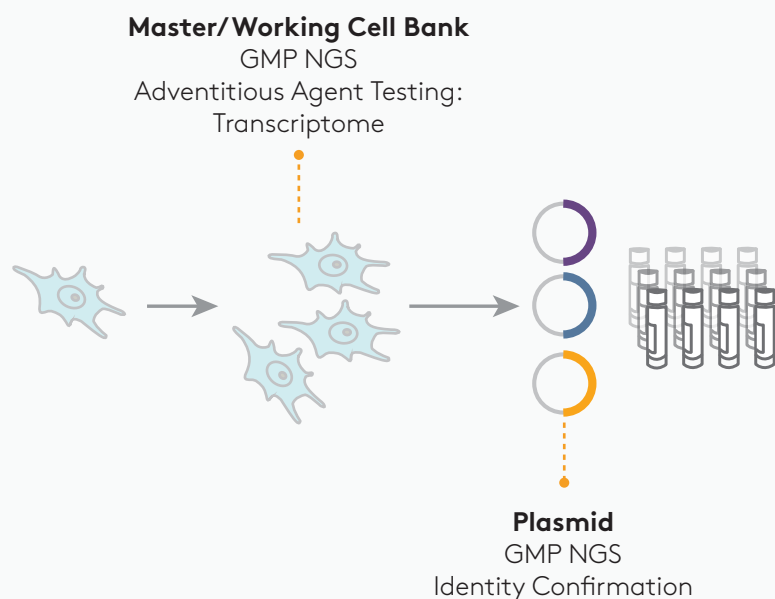 Master/Working Cell Bank
GMP NGS
Adventitious Agent Testing:
Transcriptome
Plasmid
GMP NGS
Identity Confirmation